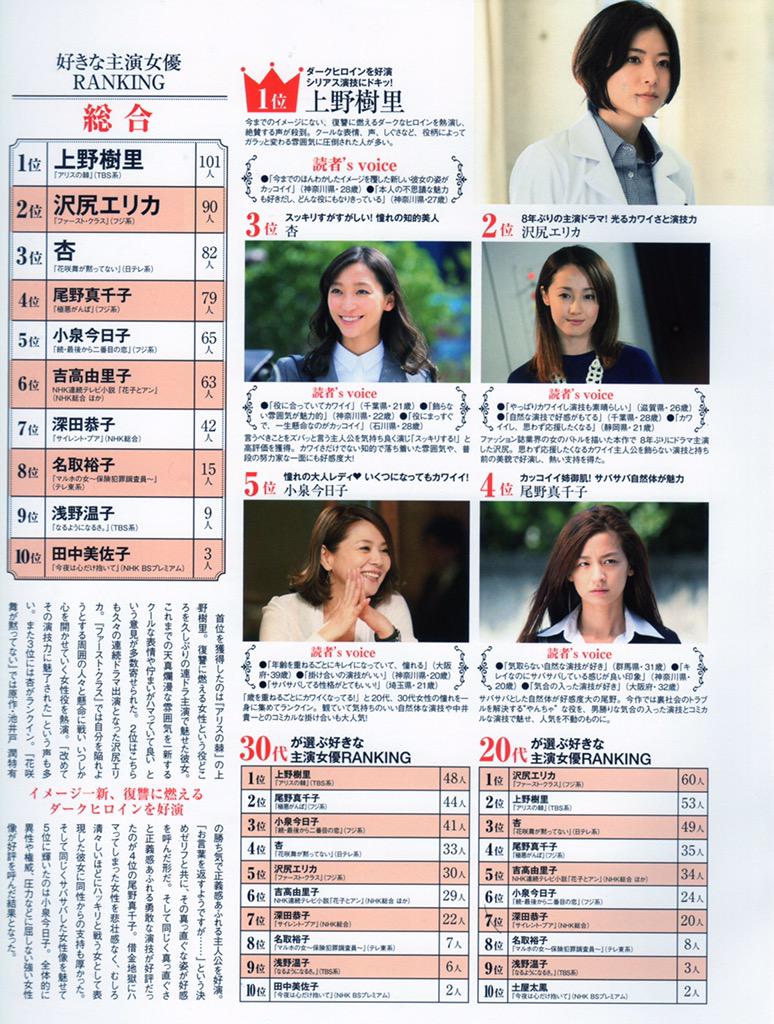 好きな主演女優
RANKING
総合
1位 上野樹里 101人
「アリスの棘」(TBS系)
2位 沢尻エリカ 90人
「ファースト・クラス」(フジ系)
3位 杏 82人
「花咲舞が黙ってない」(日テレ系)
4位 尾野真千子 79人
「極悪がんぼ」(フジ系)
5位 小泉今日子 65人
「続・最後から二番目の恋」(フジ系)
6位 吉高由里子 63人
NHK連続テレビ小説「花子とアン」
(NHK総合 ほか)
7位 深田恭子 42人
「サイレント・プア」(NHK総合)
8位 名取裕子 15人
「マルホの女〜保険犯罪調査員〜」
(テレ東系)
9位 浅野温子 9人
「なるようになるさ。」(TBS系)
10位 田中美佐子 3人
「今夜は心だけ抱いて」(NHK BSプレミアム)
1位
ダークヒロインを好演
シリアス演技にドキッ!
上野樹里
今までのイメージにない、復讐に燃えるダークなヒロインを熱演し、
絶賛する声が殺到。クールな表情、声、しぐさなど、役柄によって
ガラッと変わる雰囲気に圧倒された人が多い。
読者's voice
●「今までのほんわかしたイメージを覆した新しい彼女の姿が
カッコイイ」(神奈川県・28歳)●「本人の不思議な魅力
も好きだし、どんな役にもなりきっている」(神奈川県・27歳)
3位
スッキリすがすがしい! 憧れの知的美人
杏
読者's voice
●「役に合っていてカワイイ」(千葉県・21歳)●「飾らな
い雰囲気が魅力的」(神奈川県・22歳)●「役にまっすぐ
で、一生懸命なのがカッコイイ」(石川県・28歳)
言うべきことをズバッと言う主人公を気持ち良く演じ「スッキリする!」と
高評価を獲得。カワイさだけでない知的で落ち着いた雰囲気や、普
段の努力家な一面にも好感度大!
2位
8年ぶりの主演ドラマ! 光るカワイさと演技力
沢尻エリカ
読者's voice
●「やっぱりカワイイし演技も素晴らしい」(滋賀県・26歳)
●「自然な演技で好感がもてる」(千葉県・28歳)●「カワ
イイし、思わず応援したくなる」(静岡県・21歳)
ファッション誌業界の女のバトルを描いた本作で 8年ぶりにドラマ主演
した沢尻。思わず応援したくなるカワイイ主人公を飾らない演技と持ち
前の美貌で好演し、熱い支持を得た。
5位
憧れの大人レディ♥ いくつになってもカワイイ!
小泉今日子
読者's voice
●「年齢を重ねるごとにキレイになっていて、憧れる」(大阪
府・39歳)●「掛け合いの演技がいい」(神奈川県・20歳)
●「サバサバしてる性格がとてもいい!」(埼玉県・21歳)
「歳を重ねるごとにカワイくなってる!」と20代、30代女性の憧れを一
身に集めてランクイン。観ていて気持ちのいい自然体な演技や中井
貴一とのコミカルな掛け合いも大人気!
4位
カッコイイ姉御肌! サバサバ自然体が魅力
尾野真千子
読者's voice
●「気取らない自然な演技が好き」(群馬県・31歳)●「キ
レイなのにサバサバしている感じが良い印象」(神奈川県・
20歳)●「気合の入った演技が好き」(大阪府・32歳)
サバサバとした自然体が好感度大の尾野。今作では裏社会のトラブ
ルを解決する“やんちゃ”な役を、男勝りな気合の入った演技とコミカ
ルな演技で魅せ、人気を不動のものに。
首位を獲得したのは「アリスの棘」の上
野樹里。復讐に燃える女性という役どこ
ろを久しぶりの連ドラ主演で魅せた彼女。
これまでの天真爛漫な雰囲気を一新する
クールな表情や佇まいがハマっていて良いと
いう意見が多数寄せられた。2位はこちら
も久々の連続ドラマ出演となった沢尻エリ
カ。「ファースト・クラス」では自分を陥れよ
うとする周囲の人々と懸命に戦い、いつしか
心を開かせていく女性役を熱演。「改めて
その演技力に魅了された」という声も多
い。また3位には杏がランクイン。「花咲
舞が黙ってない」では原作・池井戸 潤特有
イメージ一新、復讐に燃える
ダークヒロインを好演
の勝ち気で正義感あふれる主人公を好演。
「お言葉を返すようですが……」という決
めゼリフと共に、その真っ直ぐな姿が好感
を呼んだ形だ。そして同じく真っ直ぐさ
と正義感あふれる勇敢な演技が好評だっ
たのが4位の尾野真千子。借金地獄にハ
マってしまった女性を悲壮感なく、むしろ
清々しいほどにハッキリと戦う女として表
現した彼女に同性からの支持も厚かった。
そして同じくサバサバした女性像を魅せて
5位に輝いたのは小泉今日子。全体的に
異性や権威、圧力などに屈しない強い女性
像が好評を呼んだ結果となった。
30代が選ぶ好きな
主演女優RANKING
1位 上野樹里 48人
「アリスの棘」(TBS系)
2位 尾野真千子 44人
「極悪がんぼ」(フジ系)
3位 小泉今日子 41人
「続・最後から二番目の恋」(フジ系)
4位 杏 33人
「花咲舞が黙ってない」(日テレ系)
5位 沢尻エリカ 30人
「ファースト・クラス」(フジ系)
6位 吉高由里子 29人
NHK連続テレビ小説「花子とアン」(NHK総合 ほか)
7位 深田恭子 22人
「サイレント・プア」(NHK総合)
8位 名取裕子 7人
「マルホの女〜保険犯罪調査員〜」(テレ東系)
9位 浅野温子 6人
「なるようになるさ。」(TBS系)
10位 田中美佐子 2人
「今夜は心だけ抱いて」(NHK BSプレミアム)
20代が選ぶ好きな
主演女優RANKING
1位 沢尻エリカ 60人
「ファースト・クラス」(フジ系)
2位 上野樹里 53人
「アリスの棘」(TBS系)
3位 杏 49人
「花咲舞が黙ってない」(日テレ系)
4位 尾野真千子 35人
「極悪がんぼ」(フジ系)
5位 吉高由里子 34人
NHK連続テレビ小説「花子とアン」(NHK総合 ほか)
6位 小泉今日子 24人
「続・最後から二番目の恋」(フジ系)
7位 深田恭子 20人
「サイレント・プア」(NHK総合)
8位 名取裕子 8人
「マルホの女〜保険犯罪調査員〜」(テレ東系)
9位 浅野温子 3人
「なるようになるさ。」(TBS系)
10位 土屋太鳳 2人
「今夜は心だけ抱いて」(NHK BSプレミアム)